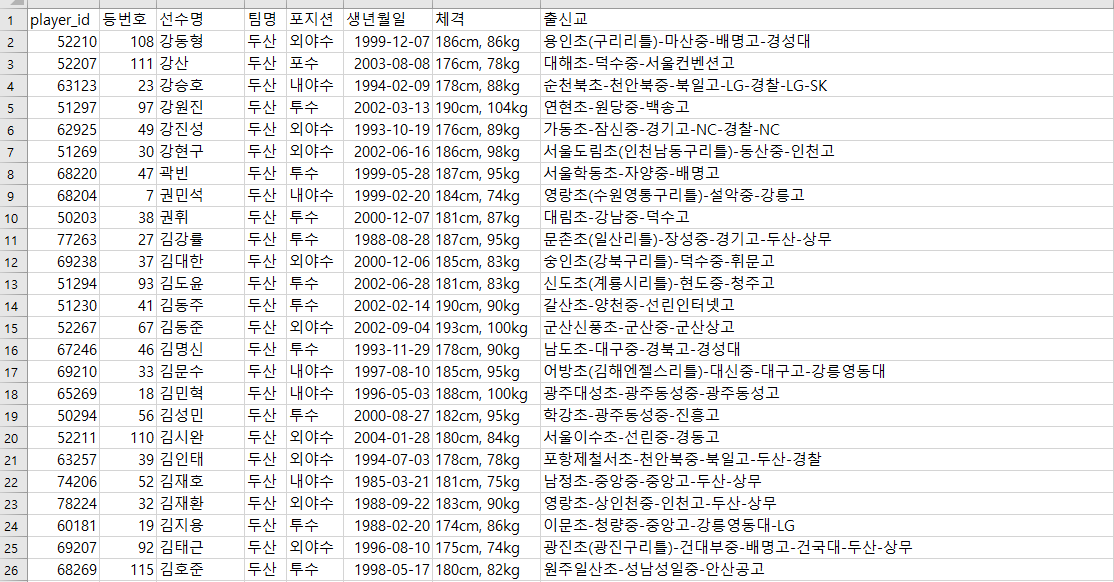 1 player_id 등번호 선수명 팀명 포지션 생년월일 체격 출신교
2 52210 108 강동형 두산 외야수 1999-12-07 186cm, 86kg 용인초(구리리틀)-마산중-배명고-경성대
3 52207 111 강산 두산 포수 2003-08-08 176cm, 78kg 대해초-덕수중-서울컨벤션고
4 63123 23 강승호 두산 내야수 1994-02-09 178cm, 88kg 순천북초-천안북중-북일고-LG-경찰-LG-SK
5 51297 97 강원진 두산 투수 2002-03-13 190cm, 104kg 연현초-원당중-백송고
6 62925 49 강진성 두산 외야수 1993-10-19 176cm, 89kg 가동초-잠신중-경기고-NC-경찰-NC
7 51269 30 강현구 두산 외야수 2002-06-16 186cm, 98kg 서울도림초(인천남동구리틀)-동산중-인천고
8 68220 47 곽빈 두산 투수 1999-05-28 187cm, 95kg 서울학동초-자양중-배명고
9 68204 7 권민석 두산 내야수 1999-02-20 184cm, 74kg 영랑초(수원영통구리틀)-설악중-강릉고
10 50203 38 권휘 두산 투수 2000-12-07 181cm, 87kg 대림초-강남중-덕수고
11 77263 27 김강률 두산 투수 1988-08-28 187cm, 95kg 문촌초(일산리틀)-장성중-경기고-두산-상무
12 69238 37 김대한 두산 외야수 2000-12-06 185cm, 83kg 숭인초(강북구리틀)-덕수중-휘문고
13 51294 93 김도윤 두산 투수 2002-06-28 181cm, 83kg 신도초(계룡시리틀)-현도중-청주고
14 51230 41 김동주 두산 투수 2002-02-14 190cm, 90kg 갈산초-양천중-선린인터넷고
15 52267 67 김동준 두산 외야수 2002-09-04 193cm, 100kg 군산신풍초-군산중-군산상고
16 67246 46 김명신 두산 투수 1993-11-29 178cm, 90kg 남도초-대구중-경북고-경성대
17 69210 33 김문수 두산 내야수 1997-08-10 185cm, 95kg 어방초(김해엔젤스리틀)-대신중-대구고-강릉영동대
18 65269 18 김민혁 두산 내야수 1996-05-03 188cm, 100kg 광주대성초-광주동성중-광주동성고
19 50294 56 김성민 두산 투수 2000-08-27 182cm, 95kg 학강초-광주동성중-진흥고
20 52211 110 김시완 두산 외야수 2004-01-28 180cm, 84kg 서울이수초-선린중-경동고
21 63257 39 김인태 두산 외야수 1994-07-03 178cm, 78kg 포항제철서초-천안북중-북일고-두산-경찰
22 74206 52 김재호 두산 내야수 1985-03-21 181cm, 75kg 남정초-중앙중-중앙고-두산-상무
23 78224 32 김재환 두산 외야수 1988-09-22 183cm, 90kg 영랑초-상인천중-인천고-두산-상무
24 60181 19 김지용 두산 투수 1988-02-20 174cm, 86kg 이문초-청량중-중앙고-강릉영동대-LG
25 69207 92 김태근 두산 외야수 1996-08-10 175cm, 74kg 광진초(광진구리틀)-건대부중-배명고-건국대-두산-상무
26 68269 115 김호준 두산 투수 1998-05-17 180cm, 82kg 원주일산초-성남성일중-안산공고